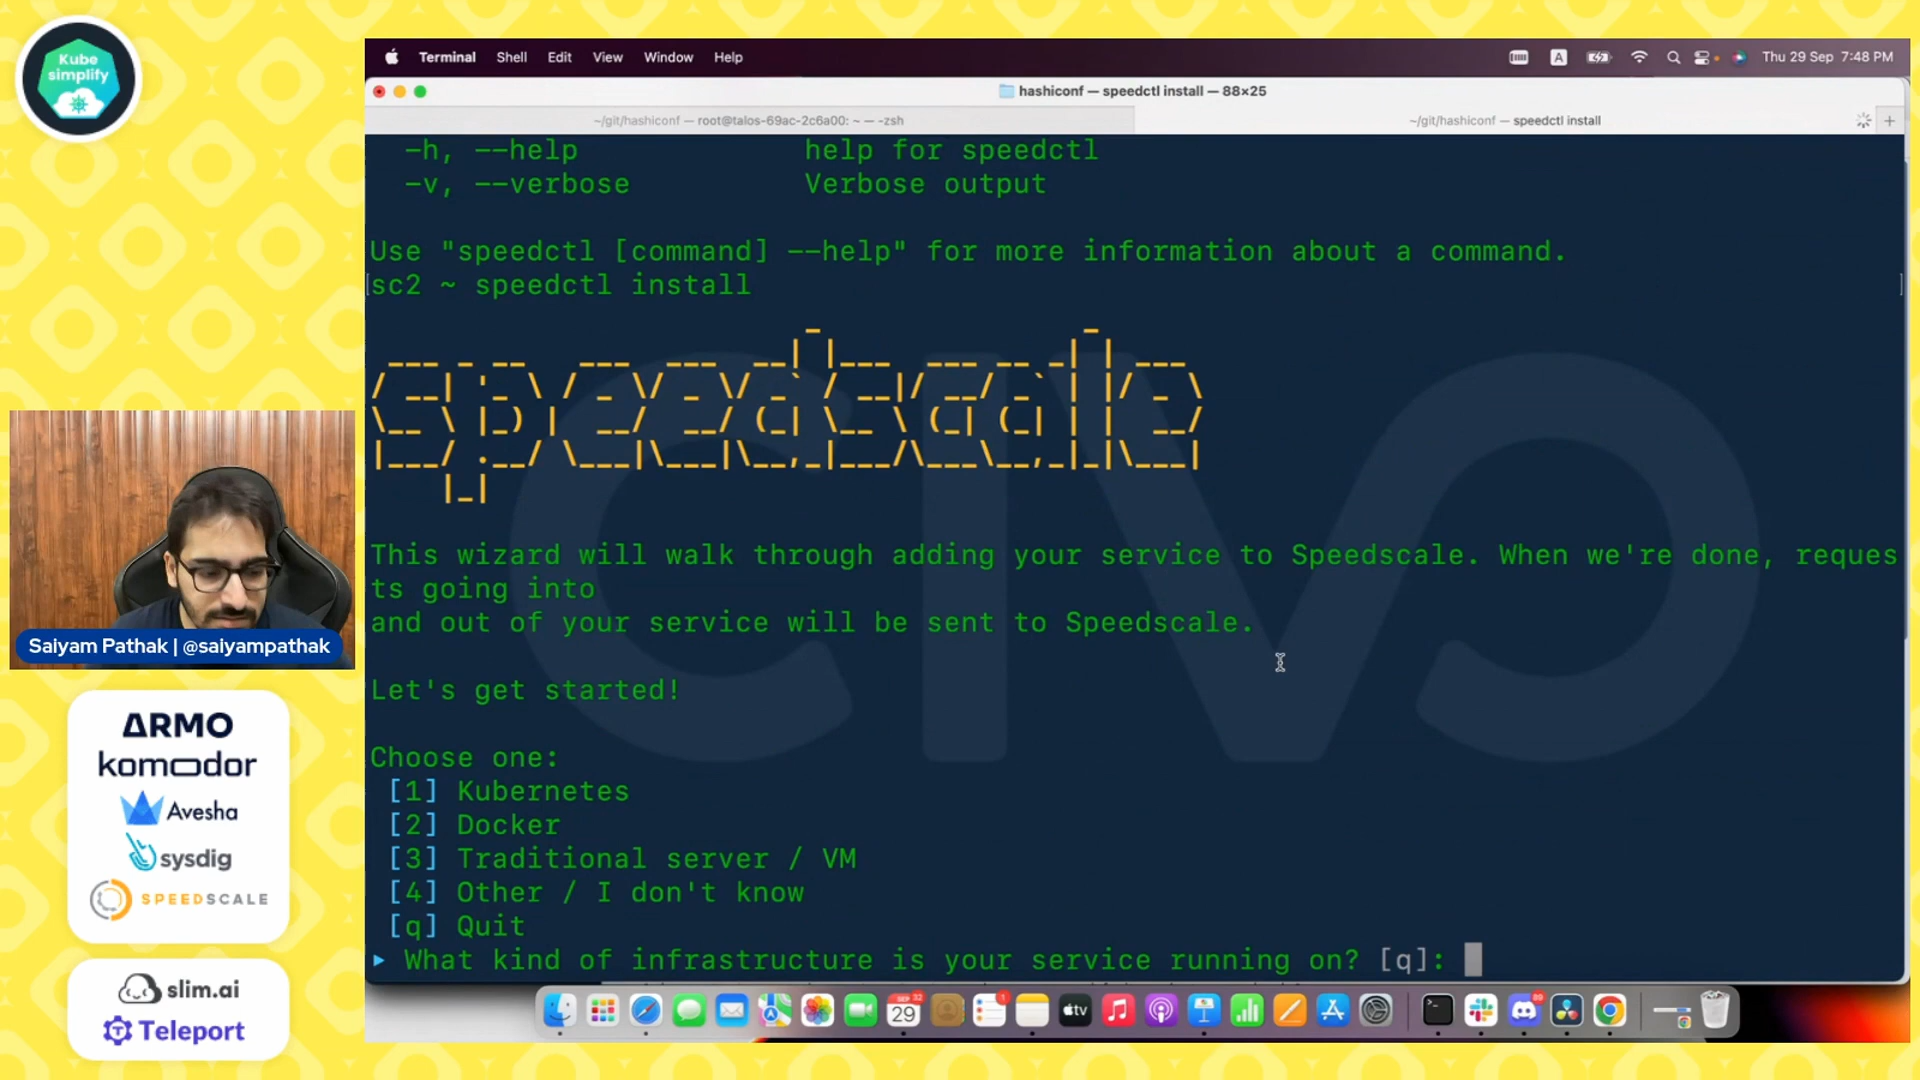 Kube
simplify
Terminal Shell Edit View Window Help
A
Thu 29 Sep 7:48 PM
hashiconf — speedctl install — 88×25
~/git/hashiconf — root@talos-69ac-2c6a00: ~ — -zsh
~/git/hashiconf — speedctl install
-h, --help help for speedctl
-v, --verbose Verbose output
Use "speedctl [command] --help" for more information about a command.
sc2 ~ speedctl install
speedscale
This wizard will walk through adding your service to Speedscale. When we're done, reques
ts going into
and out of your service will be sent to Speedscale.
Let's get started!
Choose one:
[1] Kubernetes
[2] Docker
[3] Traditional server / VM
[4] Other / I don't know
[q] Quit
▸ What kind of infrastructure is your service running on? [q]:
CIVO
Saiyam Pathak | @saiyampathak
ARMO
komodor
Avesha
sysdig
SPEEDSCALE
slim.ai
Teleport
SEP
29
tv